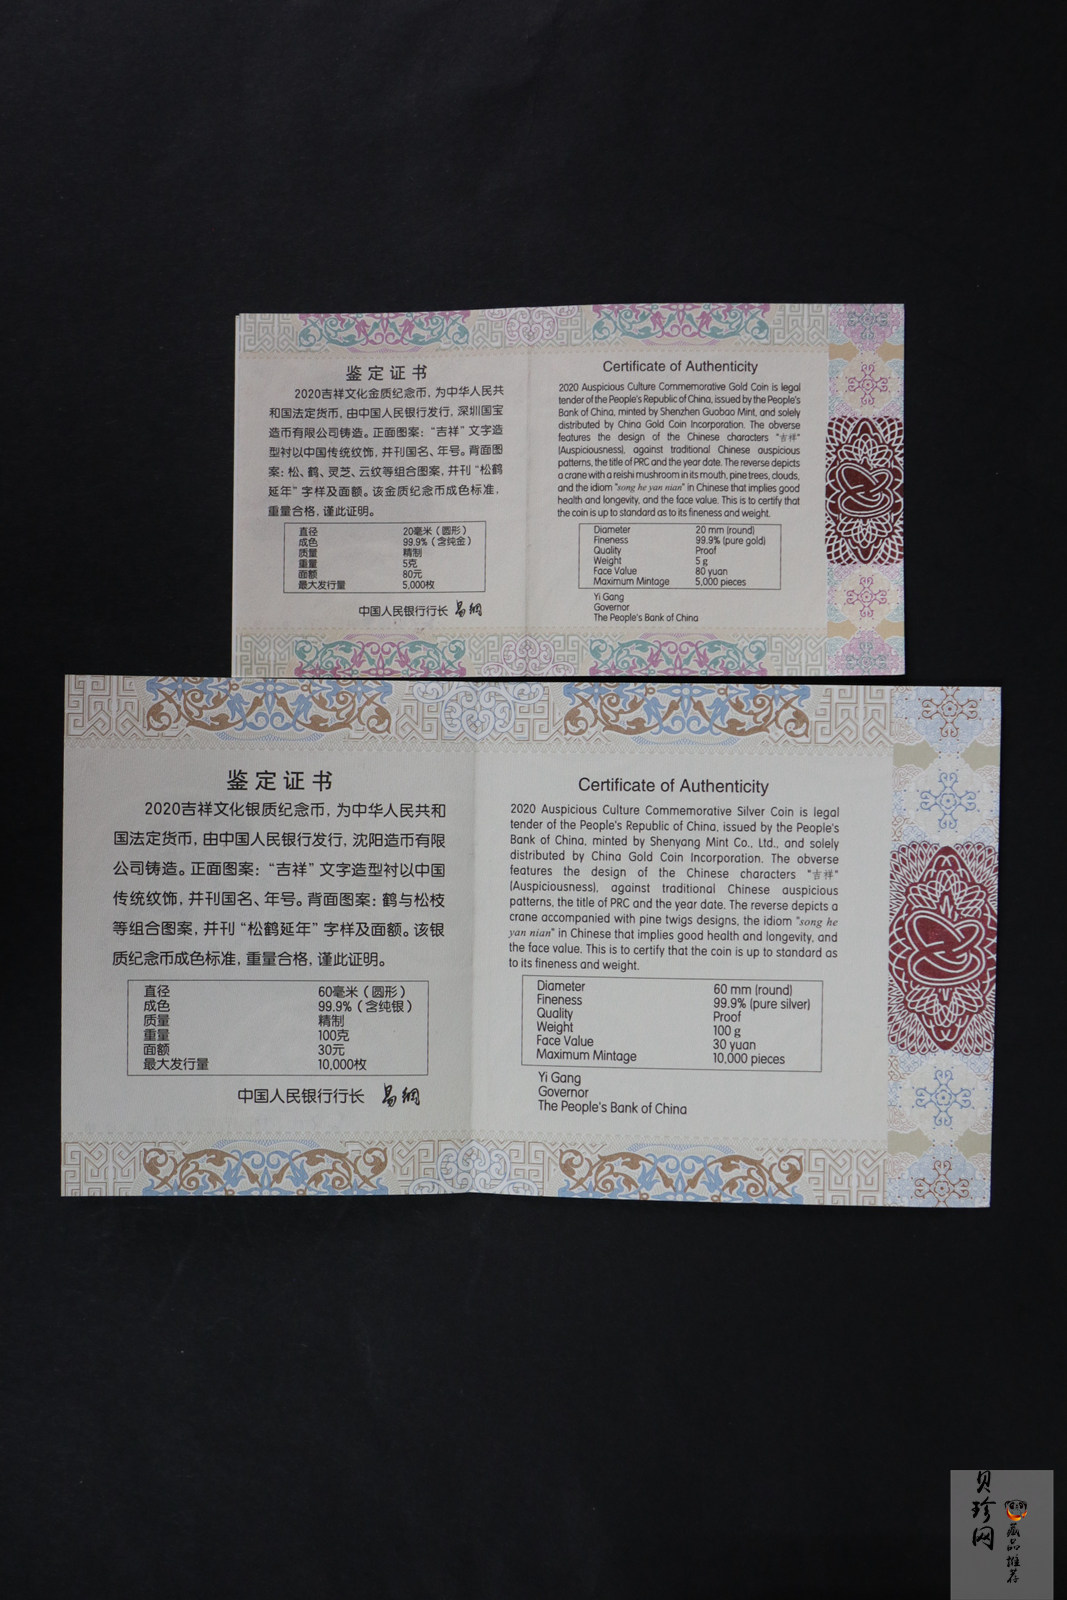 鉴定证书
2020吉祥文化金质纪念币，为中华人民共
和国法定货币，由中国人民银行发行，深圳国宝
造币有限公司铸造。正面图案：“吉祥”文字造
型衬以中国传统纹饰，并刊国名、年号。背面图
案：松、鹤、灵芝、云纹等组合图案，并刊“松鹤
延年”字样及面额。该金质纪念币成色标准，
重量合格，谨此证明。
直径 20毫米（圆形）
成色 99.9%（含纯金）
质量 精制
重量 5克
面额 80元
最大发行量 5,000枚
中国人民银行行长 易纲
Certificate of Authenticity
2020 Auspicious Culture Commemorative Gold Coin is legal
tender of the People's Republic of China, issued by the People's
Bank of China, minted by Shenzhen Guobao Mint, and solely
distributed by China Gold Coin Incorporation. The obverse
features the design of the Chinese characters "吉祥"
(Auspiciousness), against traditional Chinese auspicious
patterns, the title of PRC and the year date. The reverse depicts
a crane with a reishi mushroom in its mouth, pine trees, clouds,
and the idiom "song he yan nian" in Chinese that implies good
health and longevity, and the face value. This is to certify that
the coin is up to standard as to its fineness and weight.
Diameter 20 mm (round)
Fineness 99.9% (pure gold)
Quality Proof
Weight 5 g
Face Value 80 yuan
Maximum Mintage 5,000 pieces
Yi Gang
Governor
The People's Bank of China
鉴定证书
2020吉祥文化银质纪念币，为中华人民共和
国法定货币，由中国人民银行发行，沈阳造币有限
公司铸造。正面图案：“吉祥”文字造型衬以中国
传统纹饰，并刊国名、年号。背面图案：鹤与松枝
等组合图案，并刊“松鹤延年”字样及面额。该银
质纪念币成色标准，重量合格，谨此证明。
直径 60毫米（圆形）
成色 99.9%（含纯银）
质量 精制
重量 100克
面额 30元
最大发行量 10,000枚
中国人民银行行长 易纲
Certificate of Authenticity
2020 Auspicious Culture Commemorative Silver Coin is legal
tender of the People's Republic of China, issued by the People's
Bank of China, minted by Shenyang Mint Co., Ltd., and solely
distributed by China Gold Coin Incorporation. The obverse
features the design of the Chinese characters "吉祥"
(Auspiciousness), against traditional Chinese auspicious
patterns, the title of PRC and the year date. The reverse depicts a
crane accompanied with pine twigs designs, the idiom "song he
yan nian" in Chinese that implies good health and longevity, and
the face value. This is to certify that the coin is up to standard as
to its fineness and weight.
Diameter 60 mm (round)
Fineness 99.9% (pure silver)
Quality Proof
Weight 100 g
Face Value 30 yuan
Maximum Mintage 10,000 pieces
Yi Gang
Governor
The People's Bank of China
贝珍网
藏品推荐